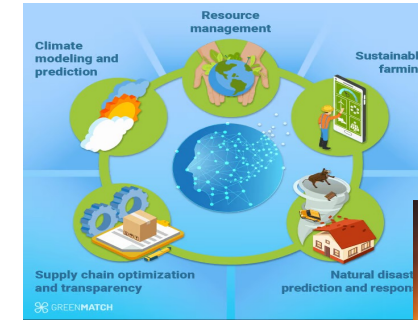 Resource
management
Climate
modeling and
prediction
Sustainabl
farmin
Supply chain optimization
and transparency
Natural disast
prediction and respon
GREENMATCH